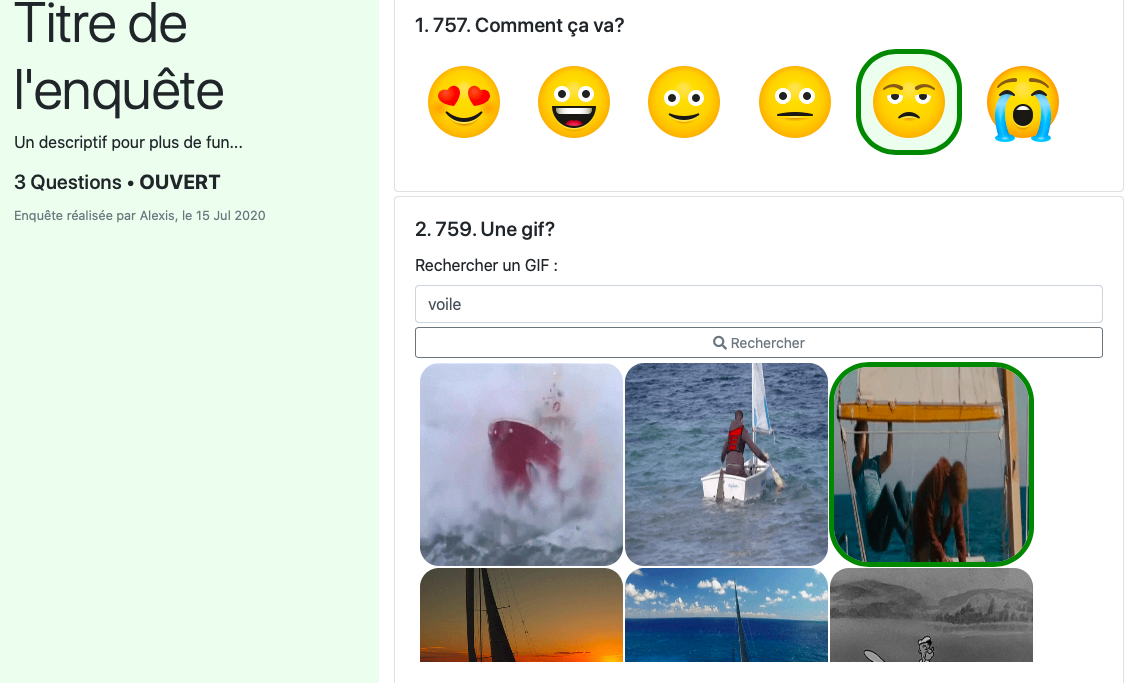 Titre de
l'enquête
Un descriptif pour plus de fun...
3 Questions • OUVERT
Enquête réalisée par Alexis, le 15 Jul 2020
1. 757. Comment ça va?
2. 759. Une gif?
Rechercher un GIF :
voile
Rechercher